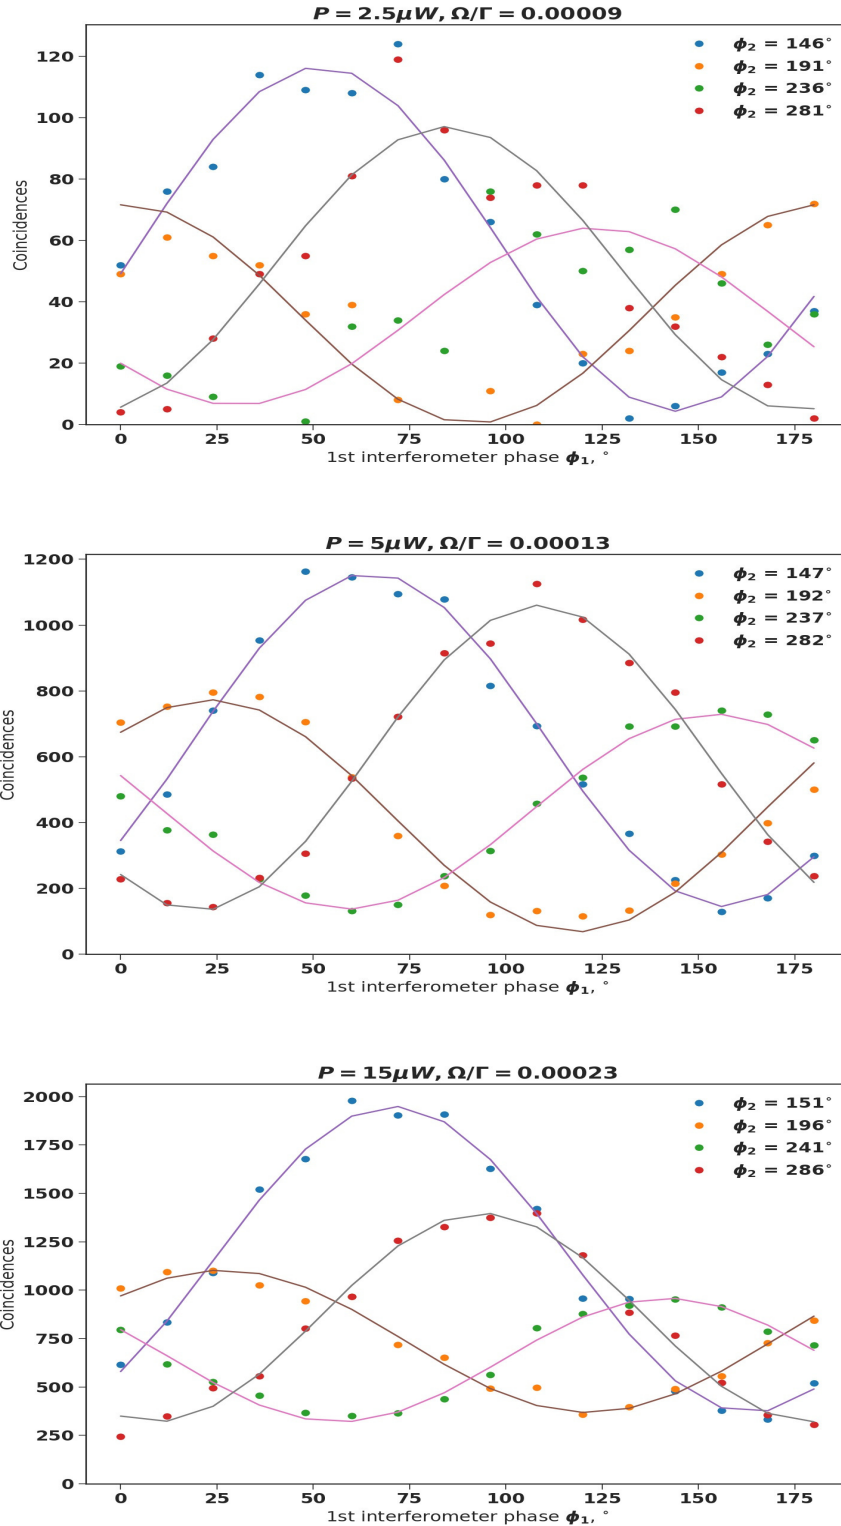 P = 2.5μW, Ω/Γ = 0.00009
ϕ₂ = 146°
ϕ₂ = 191°
ϕ₂ = 236°
ϕ₂ = 281°
120
100
80
60
40
20
0
Coincidences
0 25 50 75 100 125 150 175
1st interferometer phase ϕ₁, °
P = 5μW, Ω/Γ = 0.00013
ϕ₂ = 147°
ϕ₂ = 192°
ϕ₂ = 237°
ϕ₂ = 282°
1200
1000
800
600
400
200
0
Coincidences
0 25 50 75 100 125 150 175
1st interferometer phase ϕ₁, °
P = 15μW, Ω/Γ = 0.00023
ϕ₂ = 151°
ϕ₂ = 196°
ϕ₂ = 241°
ϕ₂ = 286°
2000
1750
1500
1250
1000
750
500
250
0
Coincidences
0 25 50 75 100 125 150 175
1st interferometer phase ϕ₁, °